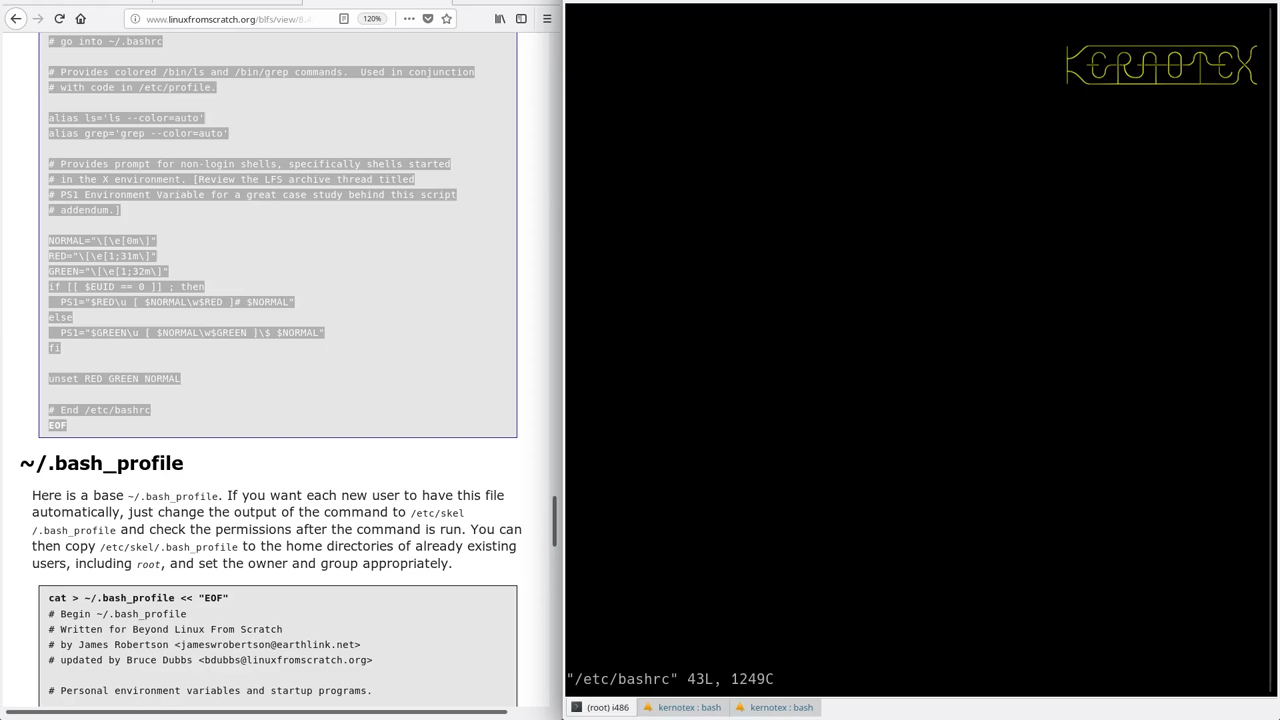 www.linuxfromscratch.org/blfs/view/8.4
120%
KERNOTEX
# go into ~/.bashrc
# Provides colored /bin/ls and /bin/grep commands.  Used in conjunction
# with code in /etc/profile.
alias ls='ls --color=auto'
alias grep='grep --color=auto'
# Provides prompt for non-login shells, specifically shells started
# in the X environment. [Review the LFS archive thread titled
# PS1 Environment Variable for a great case study behind this script
# addendum.]
NORMAL="\[\e[0m\]"
RED="\[\e[1;31m\]"
GREEN="\[\e[1;32m\]"
if [[ $EUID == 0 ]] ; then
  PS1="$RED\u [ $NORMAL\w$RED ]# $NORMAL"
else
  PS1="$GREEN\u [ $NORMAL\w$GREEN ]\$ $NORMAL"
fi
unset RED GREEN NORMAL
# End /etc/bashrc
EOF
~/.bash_profile
Here is a base ~/.bash_profile. If you want each new user to have this file
automatically, just change the output of the command to /etc/skel
/.bash_profile and check the permissions after the command is run. You can
then copy /etc/skel/.bash_profile to the home directories of already existing
users, including root, and set the owner and group appropriately.
cat > ~/.bash_profile << "EOF"
# Begin ~/.bash_profile
# Written for Beyond Linux From Scratch
# by James Robertson <jameswrobertson@earthlink.net>
# updated by Bruce Dubbs <bdubbs@linuxfromscratch.org>
# Personal environment variables and startup programs.
"/etc/bashrc" 43L, 1249C
(root) i486
kernotex : bash
kernotex : bash